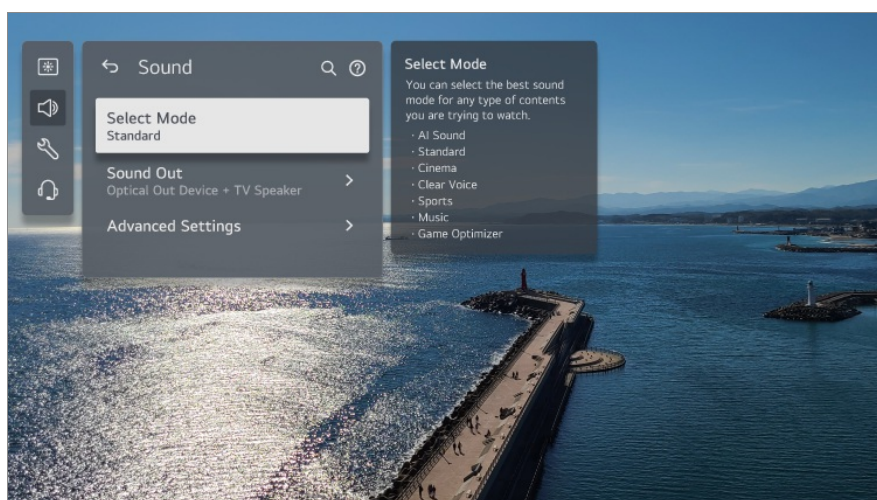 Sound
Select Mode
Standard
Sound Out
Optical Out Device + TV Speaker
Advanced Settings
Select Mode
You can select the best sound
mode for any type of contents
you are trying to watch.
· AI Sound
· Standard
· Cinema
· Clear Voice
· Sports
· Music
· Game Optimizer